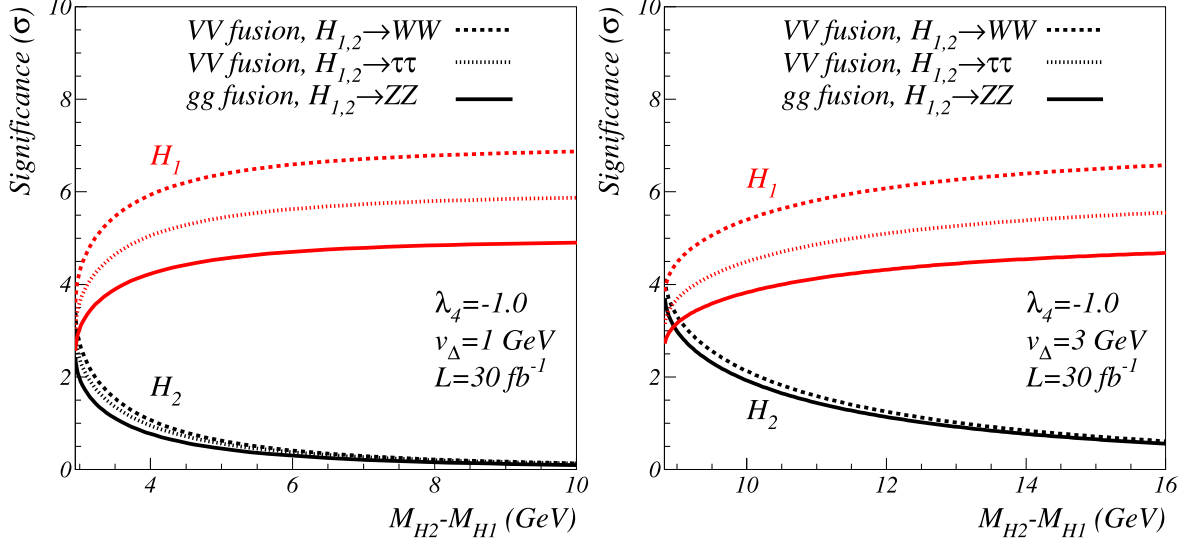 Significance (σ)
10
8
6
4
2
0
VV fusion, H1,2→WW
VV fusion, H1,2→ττ
gg fusion, H1,2→ZZ
H1
λ4=-1.0
vΔ=1 GeV
L=30 fb-1
H2
4 6 8 10
MH2-MH1 (GeV)
Significance (σ)
10
8
6
4
2
0
VV fusion, H1,2→WW
VV fusion, H1,2→ττ
gg fusion, H1,2→ZZ
H1
λ4=-1.0
vΔ=3 GeV
L=30 fb-1
H2
10 12 14 16
MH2-MH1 (GeV)